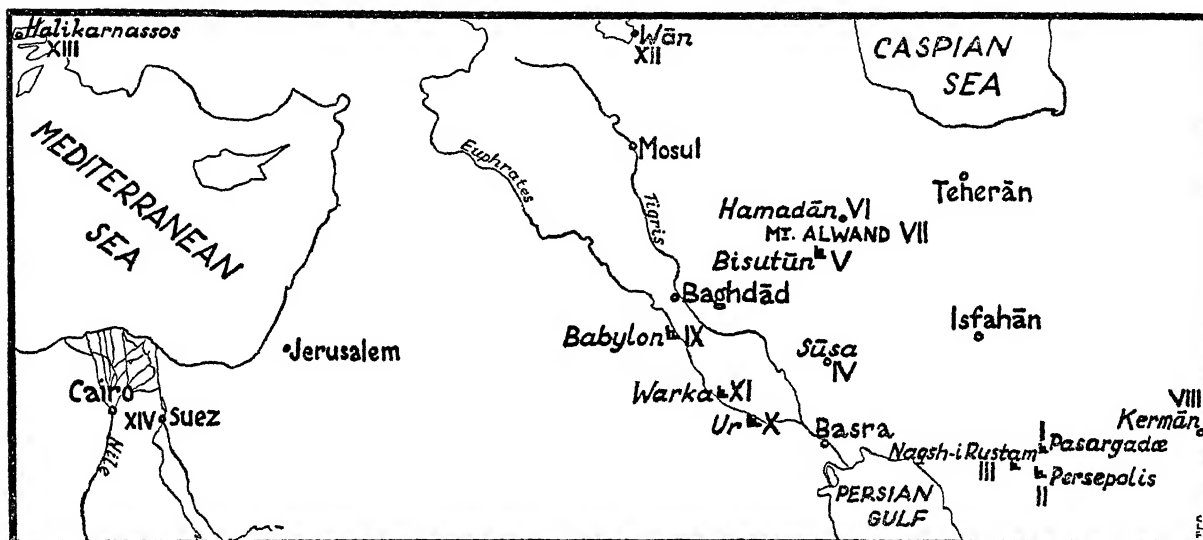 Halikarnassos
XIII
Wān
XII
CASPIAN
SEA
MEDITERRANEAN
SEA
Euphrates
Mosul
Tigris
Teherān
Hamadān VI
MT. ALWAND VII
Bisutūn V
Baghdād
Babylon IX
Isfahān
Sūsa
IV
Jerusalem
Cairo
XIV Suez
Nile
Warka XI
Ur X
Basra
VIII
Kermān
I
Pasargadæ
Naqsh-i Rustam
III
Persepolis
II
PERSIAN
GULF